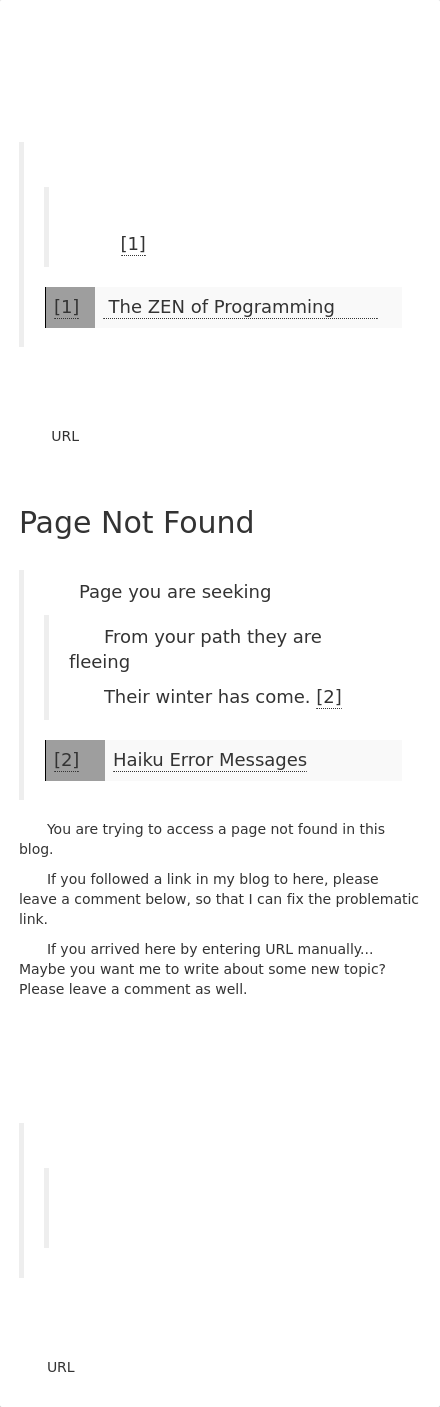 [1]
[1] The ZEN of Programming
URL
Page Not Found
Page you are seeking
From your path they are
fleeing
Their winter has come. [2]
[2] Haiku Error Messages
You are trying to access a page not found in this
blog.
If you followed a link in my blog to here, please
leave a comment below, so that I can fix the problematic
link.
If you arrived here by entering URL manually...
Maybe you want me to write about some new topic?
Please leave a comment as well.
URL